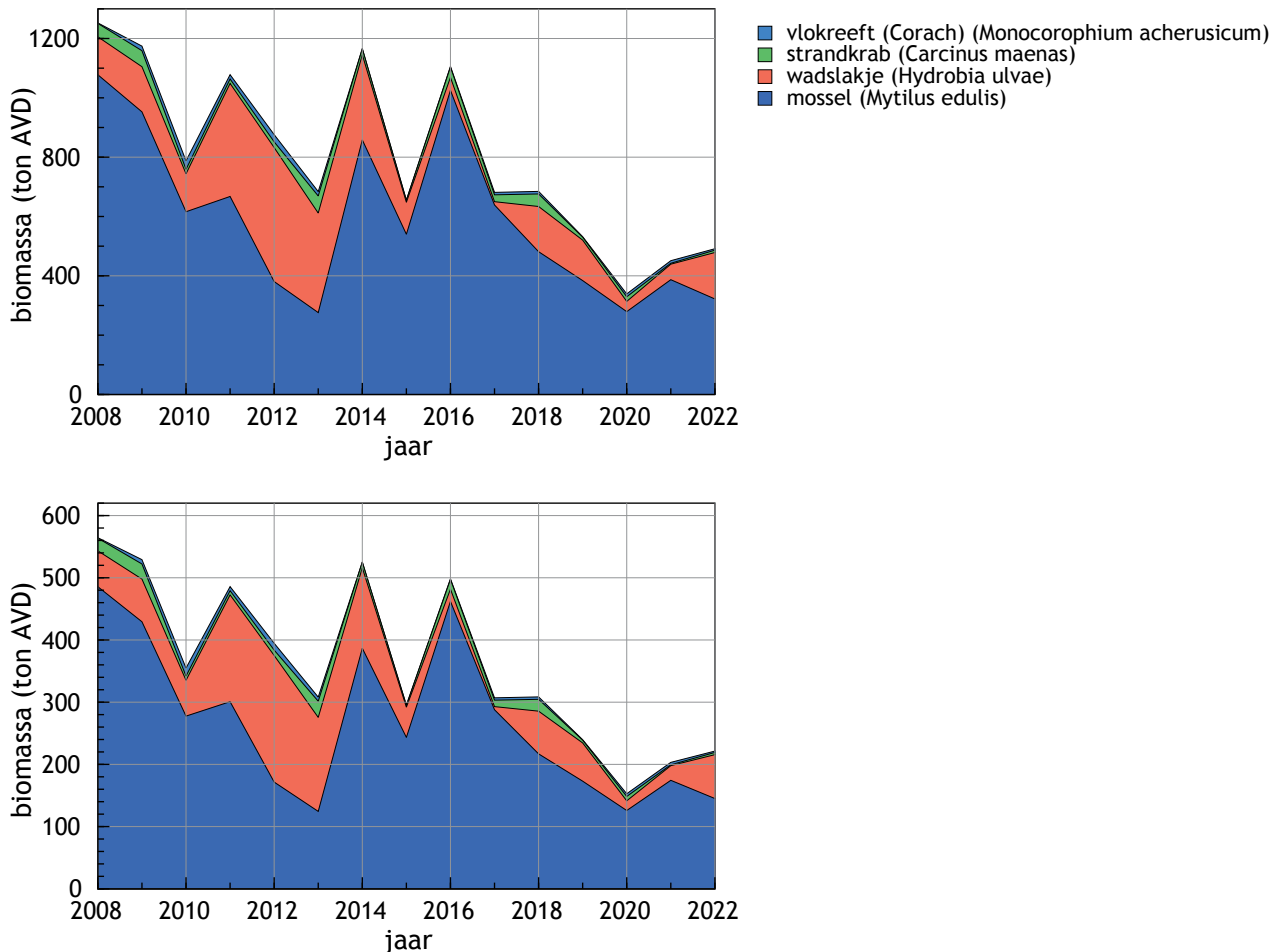 1200
800
400
0
biomassa (ton AVD)
2008 2010 2012 2014 2016 2018 2020 2022
jaar
vlokreeft (Corach) (Monocorophium acherusicum)
strandkrab (Carcinus maenas)
wadslakje (Hydrobia ulvae)
mossel (Mytilus edulis)
600
500
400
300
200
100
0
biomassa (ton AVD)
2008 2010 2012 2014 2016 2018 2020 2022
jaar